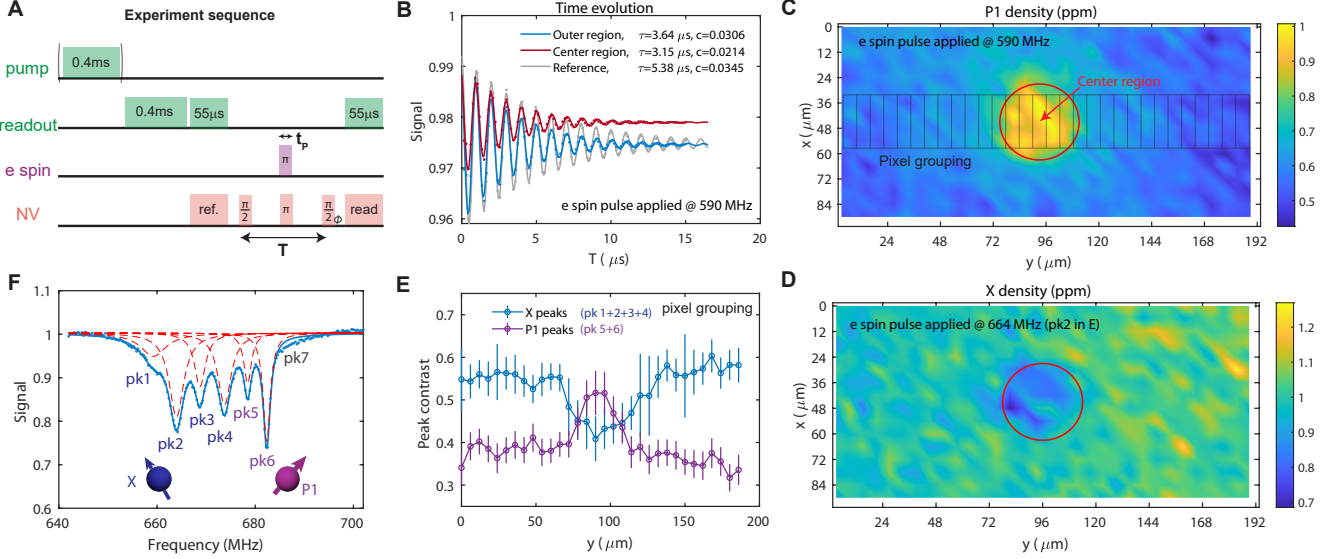 A
Experiment sequence
pump
0.4ms
readout
0.4ms
55μs
55μs
tp
e spin
π
NV
ref.
π/2
π
π/2 ϕ
read
T
B
Time evolution
Outer region, τ=3.64 μs, c=0.0306
Center region, τ=3.15 μs, c=0.0214
Reference, τ=5.38 μs, c=0.0345
0.99
0.98
0.97
0.96
Signal
e spin pulse applied @ 590 MHz
0 5 10 15 20
T ( μs)
C
P1 density (ppm)
e spin pulse applied @ 590 MHz
Center region
Pixel grouping
0
12
24
36
48
60
72
84
x (μm)
24 48 72 96 120 144 168 192
y ( μm)
1
0.9
0.8
0.7
0.6
0.5
F
1.1
1
0.9
0.8
0.7
0.6
Signal
pk1
pk2
pk3
pk4
pk5
pk6
pk7
X
P1
640 660 680 700
Frequency (MHz)
E
X peaks (pk 1+2+3+4)
P1 peaks (pk 5+6)
pixel grouping
0.7
0.6
0.5
0.4
0.3
Peak contrast
0 50 100 150 200
y ( μm)
D
X density (ppm)
e spin pulse applied @ 664 MHz (pk2 in E)
0
12
24
36
48
60
72
84
x (μm)
24 48 72 96 120 144 168 192
y ( μm)
1.2
1.1
1
0.9
0.8
0.7